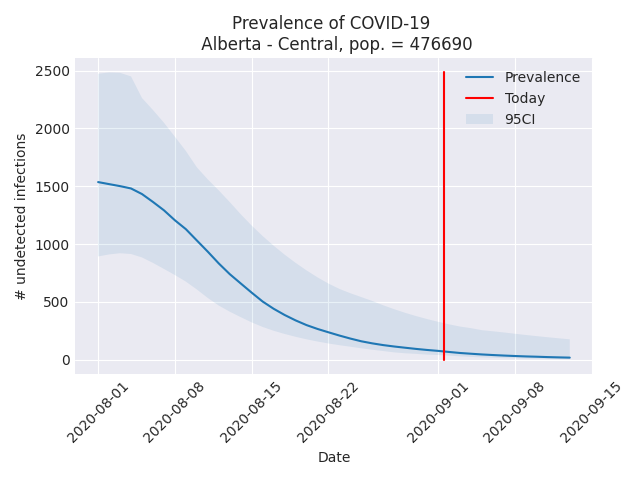 Prevalence of COVID-19
Alberta - Central, pop. = 476690
2500
2000
1500
1000
500
0
# undetected infections
Prevalence
Today
95CI
2020-08-01
2020-08-08
2020-08-15
2020-08-22
2020-09-01
2020-09-08
2020-09-15
Date